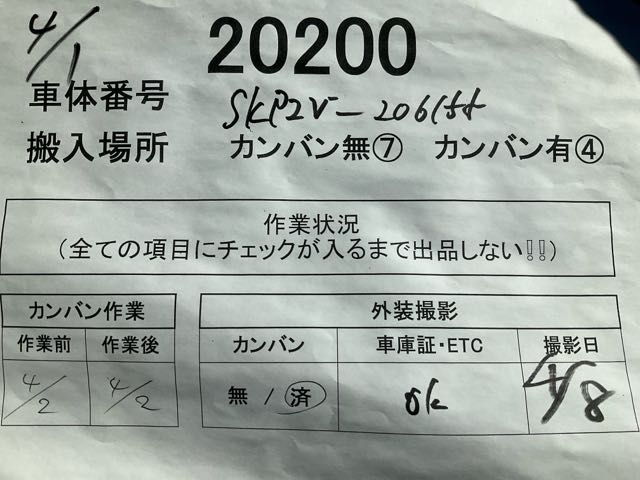 4/1
20200
車体番号 SKP2V-206155
搬入場所 カンバン無⑦ カンバン有④
作業状況
(全ての項目にチェックが入るまで出品しない!!)
カンバン作業 外装撮影
作業前 作業後 カンバン 車庫証・ETC 撮影日
4/2 4/2 無 / 済 ok 4/8